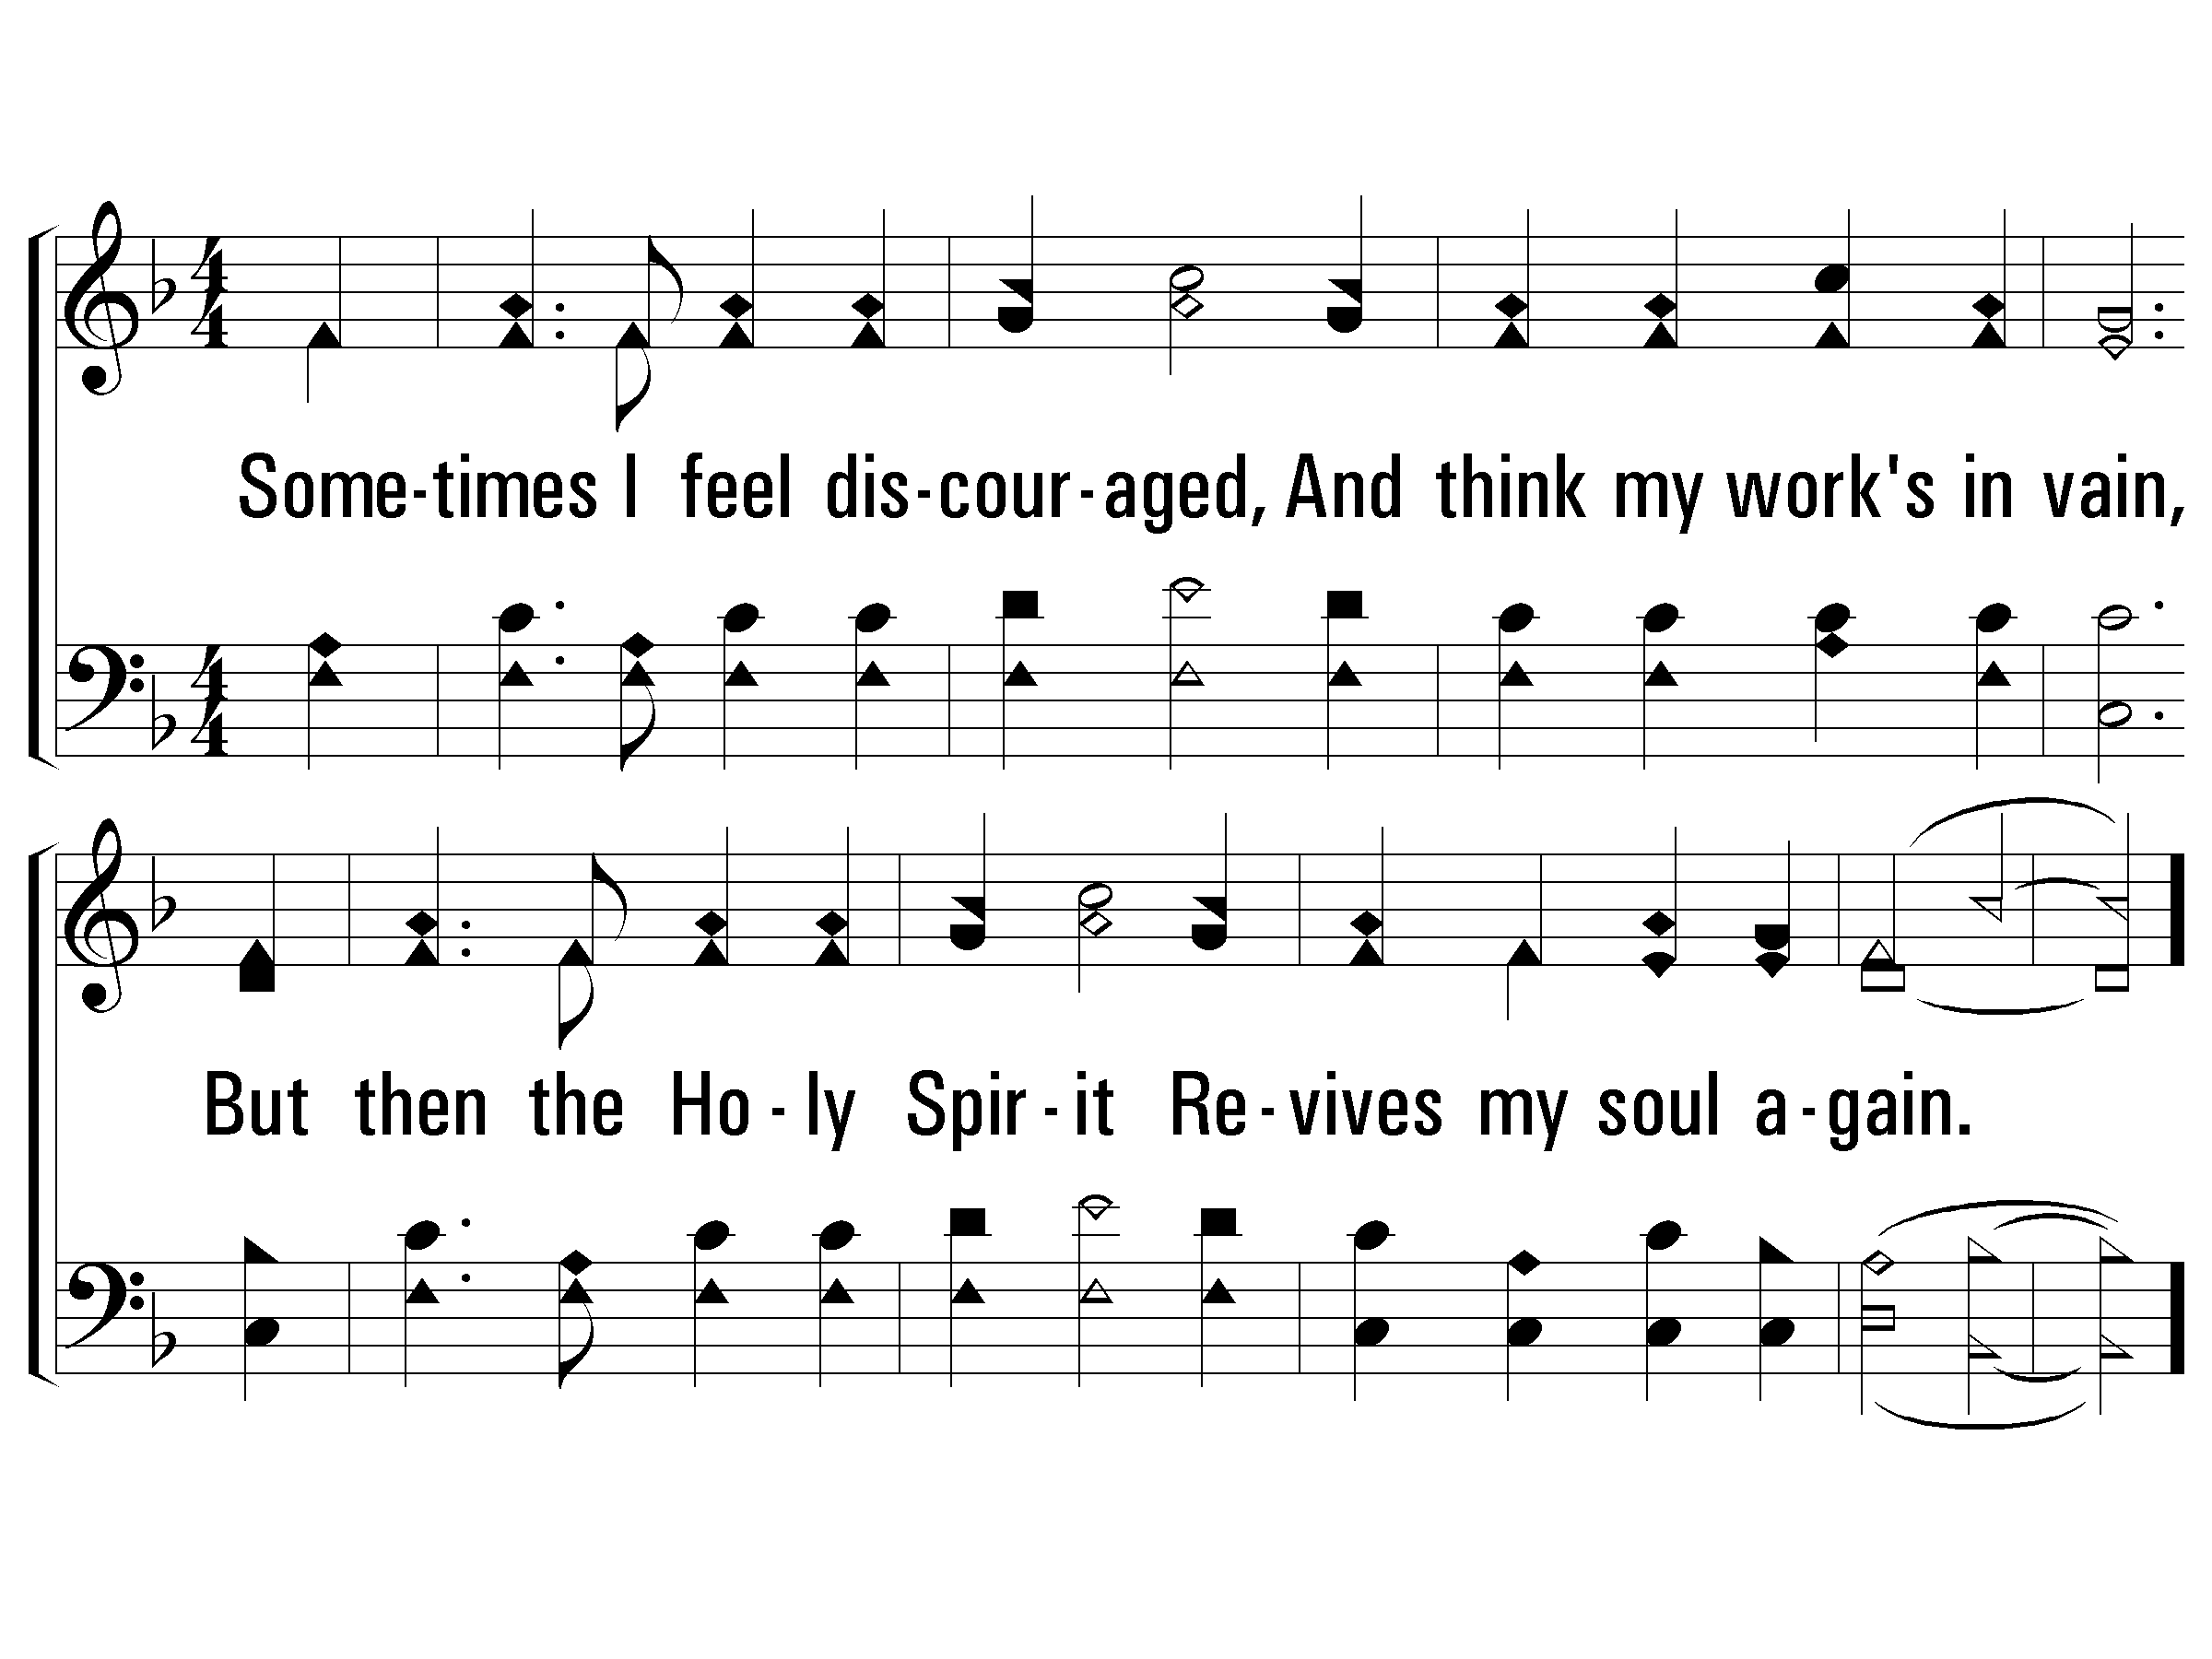 Some-times I feel dis-cour-aged, And think my work's in vain,
But then the Ho-ly Spir-it Re-vives my soul a-gain.